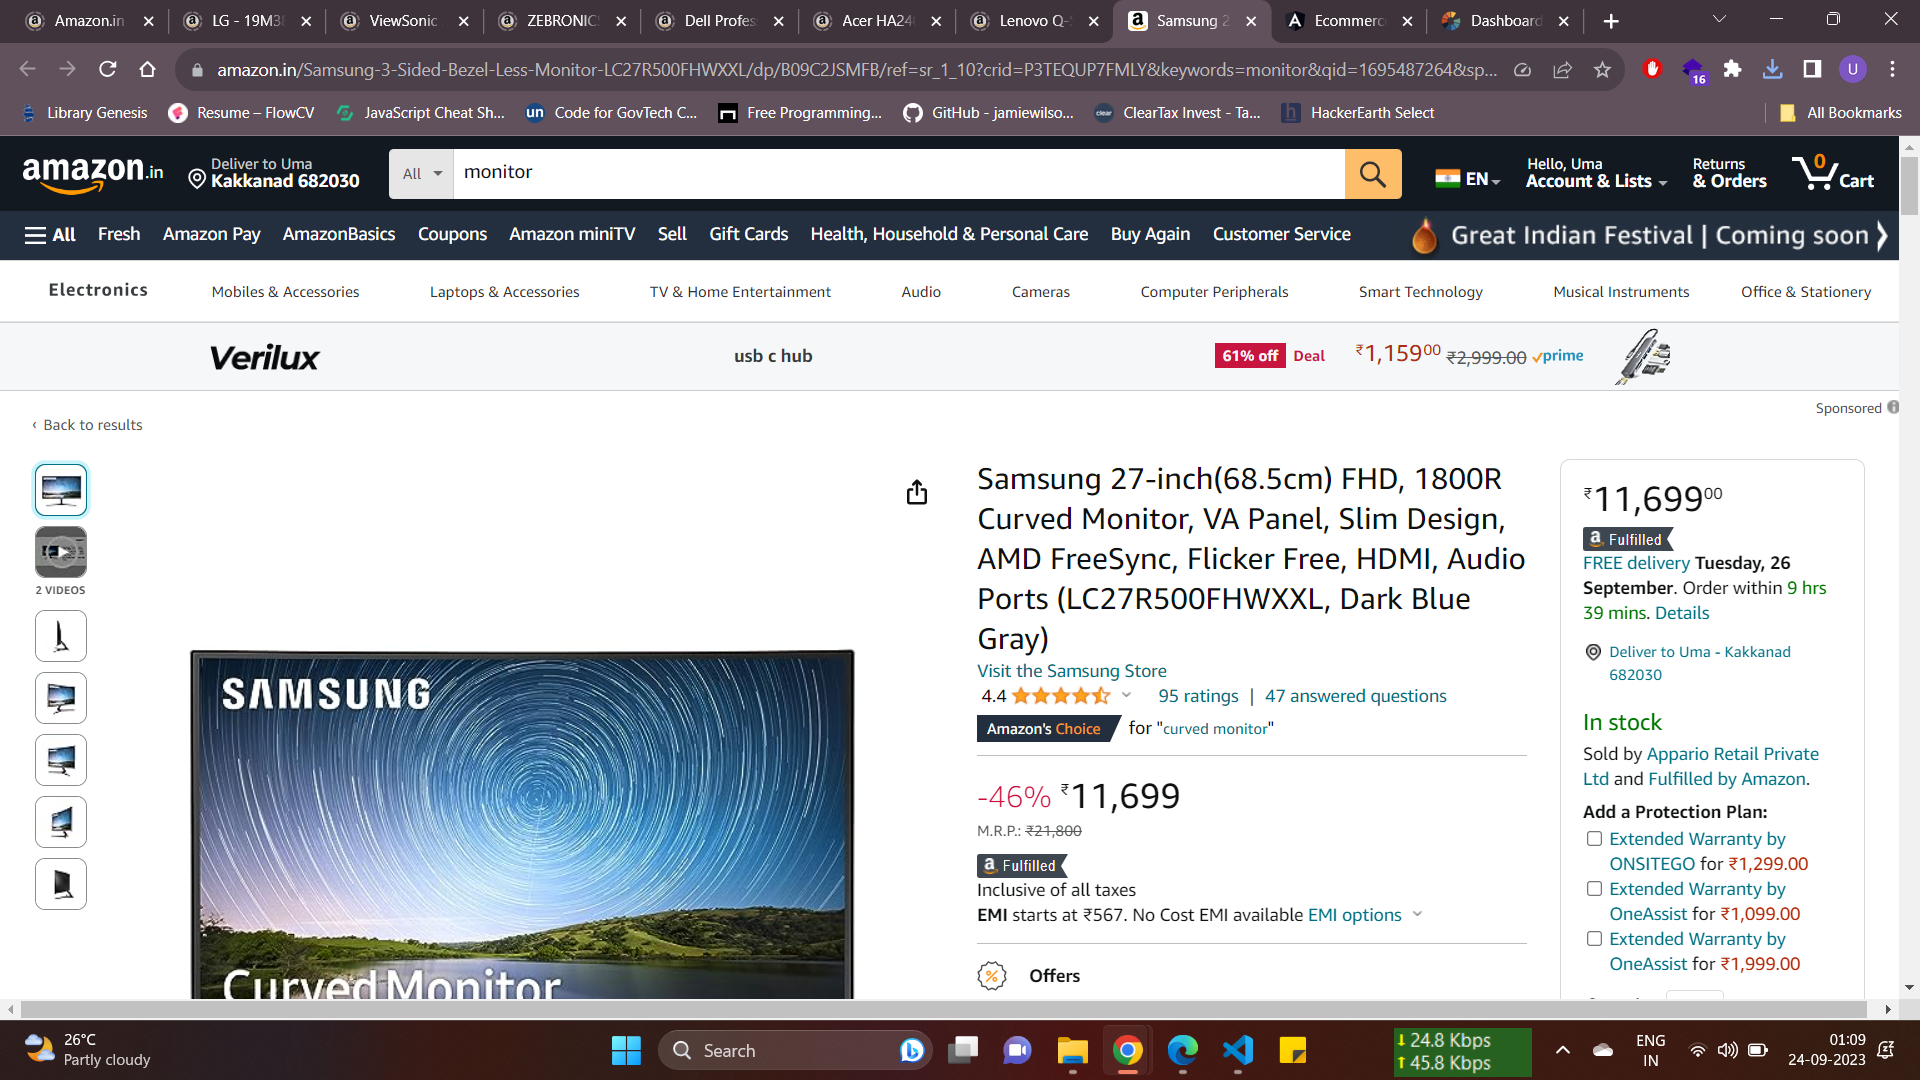 Amazon.in
LG - 19M38
ViewSonic
ZEBRONICS
Dell Profes
Acer HA24
Lenovo Q-
Samsung 2
Ecommerc
Dashboard
amazon.in/Samsung-3-Sided-Bezel-Less-Monitor-LC27R500FHWXXL/dp/B09C2JSMFB/ref=sr_1_10?crid=P3TEQUP7FMLY&keywords=monitor&qid=1695487264&sp...
16
U
Library Genesis
Resume – FlowCV
JavaScript Cheat Sh...
un Code for GovTech C...
Free Programming...
GitHub - jamiewilso...
clear ClearTax Invest - Ta...
h HackerEarth Select
All Bookmarks
amazon.in
Deliver to Uma
Kakkanad 682030
All
monitor
EN
Hello, Uma
Account & Lists
Returns
& Orders
0
Cart
All
Fresh
Amazon Pay
AmazonBasics
Coupons
Amazon miniTV
Sell
Gift Cards
Health, Household & Personal Care
Buy Again
Customer Service
Great Indian Festival | Coming soon
Electronics
Mobiles & Accessories
Laptops & Accessories
TV & Home Entertainment
Audio
Cameras
Computer Peripherals
Smart Technology
Musical Instruments
Office & Stationery
Verilux
usb c hub
61% off Deal
₹1,15900 ₹2,999.00 prime
Sponsored
‹ Back to results
2 VIDEOS
SAMSUNG
Curved Monitor
Samsung 27-inch(68.5cm) FHD, 1800R
Curved Monitor, VA Panel, Slim Design,
AMD FreeSync, Flicker Free, HDMI, Audio
Ports (LC27R500FHWXXL, Dark Blue
Gray)
Visit the Samsung Store
4.4 95 ratings | 47 answered questions
Amazon's Choice for "curved monitor"
-46% ₹11,699
M.R.P.: ₹21,800
a Fulfilled
Inclusive of all taxes
EMI starts at ₹567. No Cost EMI available EMI options
Offers
₹11,69900
a Fulfilled
FREE delivery Tuesday, 26
September. Order within 9 hrs
39 mins. Details
Deliver to Uma - Kakkanad
682030
In stock
Sold by Appario Retail Private
Ltd and Fulfilled by Amazon.
Add a Protection Plan:
Extended Warranty by
ONSITEGO for ₹1,299.00
Extended Warranty by
OneAssist for ₹1,099.00
Extended Warranty by
OneAssist for ₹1,999.00
26°C
Partly cloudy
Search
24.8 Kbps
45.8 Kbps
ENG
IN
01:09
24-09-2023